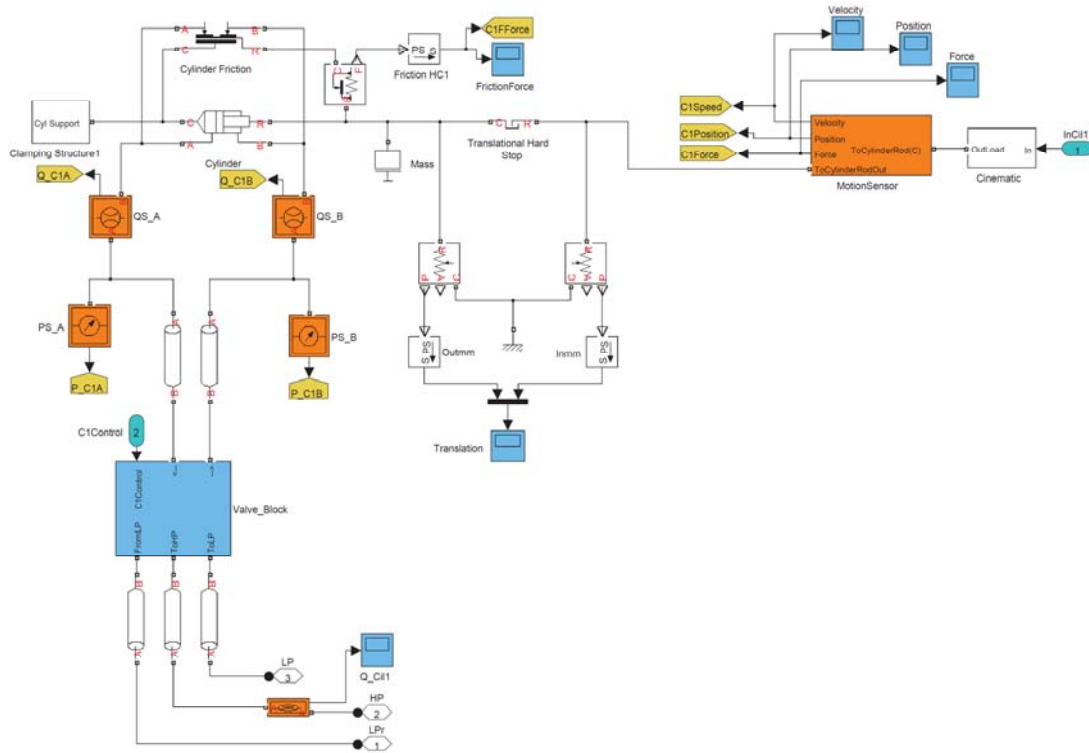 A B
C R
Cylinder Friction
C1FForce
PS S
Friction HC1
FrictionForce
Velocity
Position
Force
Cyl Support
Clamping Structure1
C R
A B
Cylinder
Mass
C R
Translational Hard
Stop
C1Speed
C1Position
C1Force
Velocity
Position
Force
ToCylinderRod(C)
ToCylinderRodOut
MotionSensor
OutLoad In
Cinematic
InCil1
1
Q_C1A
Q_C1B
B
A
QS_A
B
A
QS_B
R
P A C
R
C A P
PS_A
PS_B
P_C1A
P_C1B
A
B
A
B
S PS
Outmm
S PS
Inmm
Translation
C1Control
2
C1Control
FromLP
ToHP
ToLP
Valve_Block
B
A
B
A
B
A
LP
3
Q_Cil1
HP
2
LPr
1